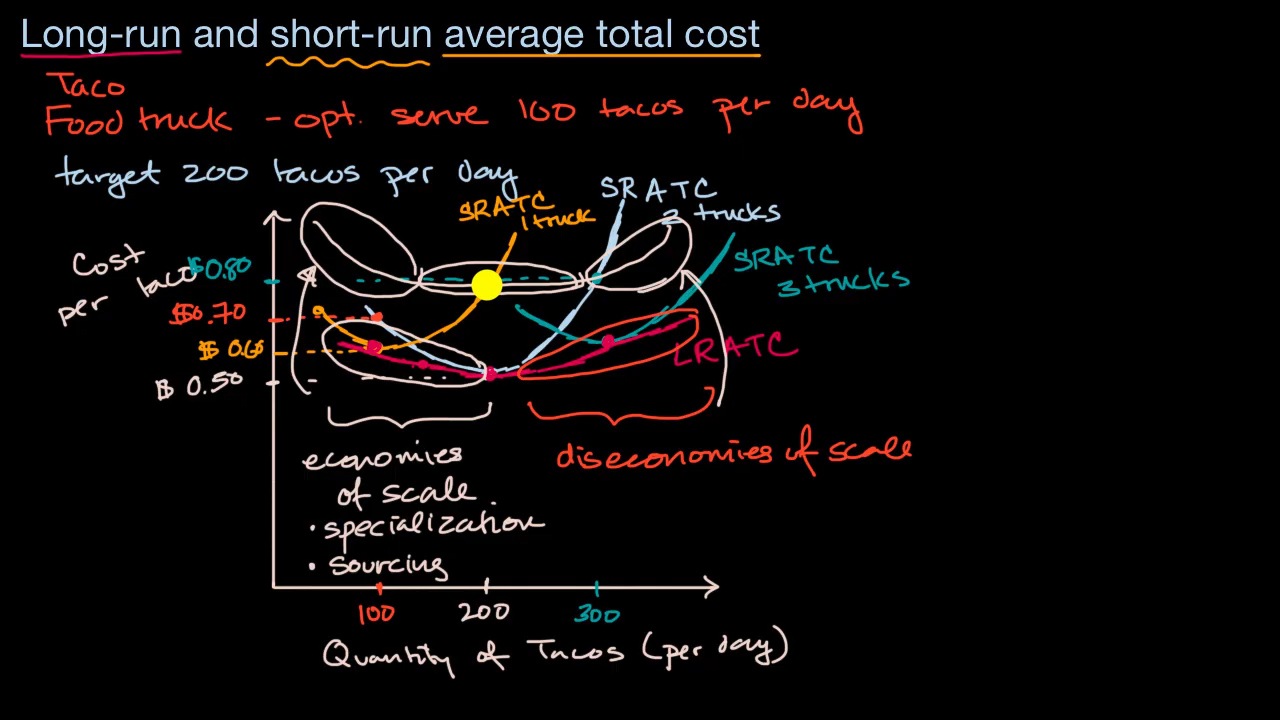 Long-run and short-run average total cost
Taco
Food truck - opt. serve 100 tacos per day
target 200 tacos per day
SRATC
1 truck
SRATC
2 trucks
SRATC
3 trucks
Cost
per taco
$0.80
$0.70
$ 0.60
$ 0.50
LRATC
economies
of scale
• specialization
• sourcing
diseconomies of scale
100
200
300
Quantity of Tacos (per day)